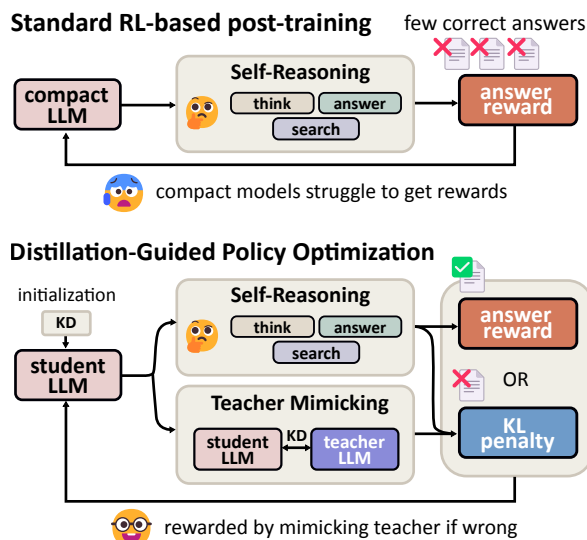 Standard RL-based post-training
few correct answers
compact
LLM
Self-Reasoning
think
answer
search
answer
reward
compact models struggle to get rewards
Distillation-Guided Policy Optimization
initialization
KD
student
LLM
Self-Reasoning
think
answer
search
answer
reward
OR
Teacher Mimicking
student
LLM
KD
teacher
LLM
KL
penalty
rewarded by mimicking teacher if wrong